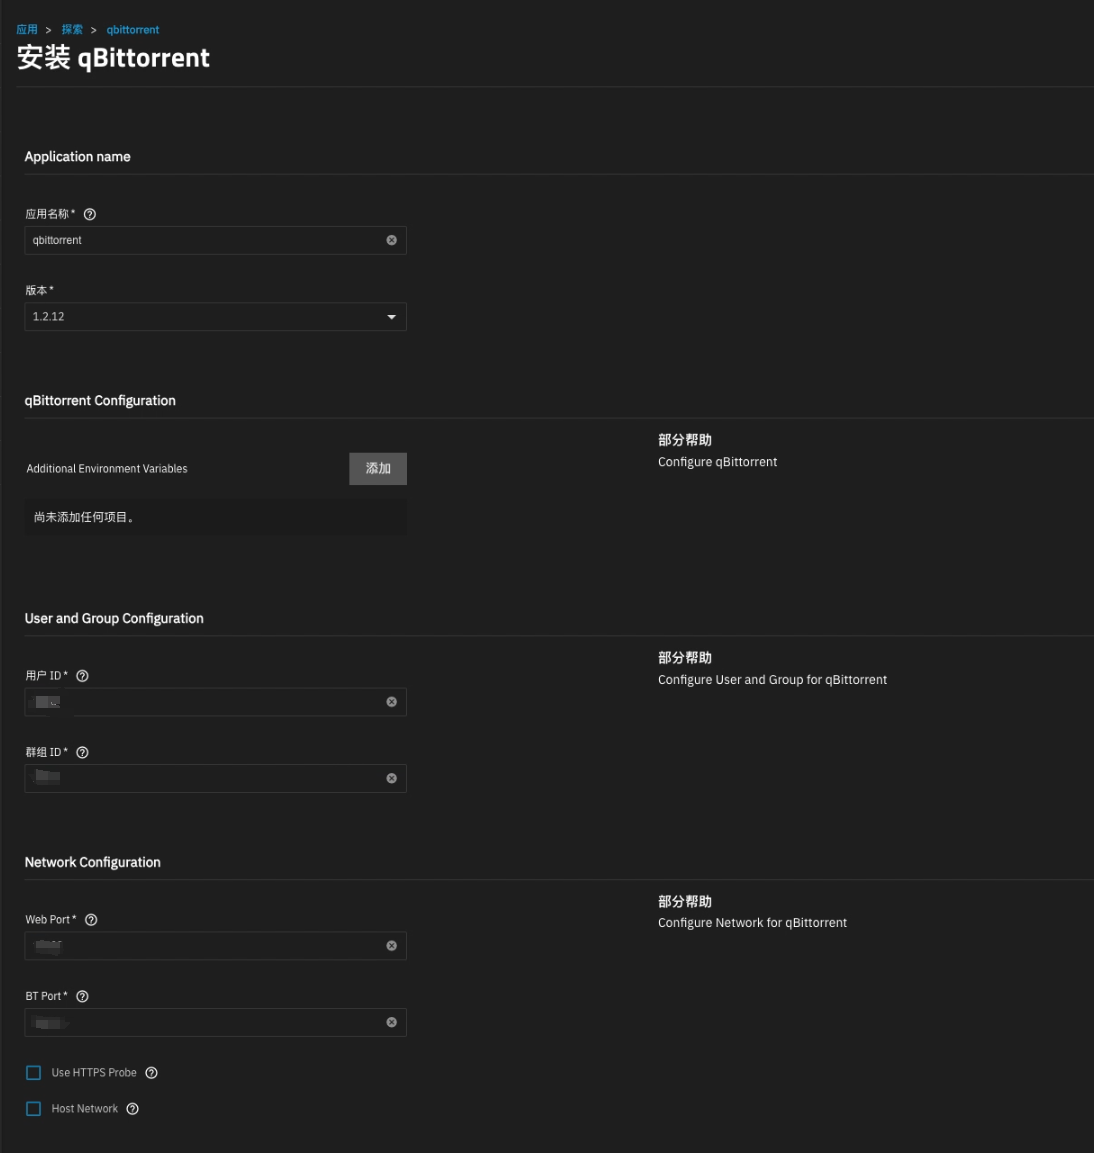 应用 > 探索 > qbittorrent
安装 qBittorrent
Application name
应用名称*
qbittorrent
版本*
1.2.12
qBittorrent Configuration
Additional Environment Variables
添加
尚未添加任何项目。
部分帮助
Configure qBittorrent
User and Group Configuration
用户 ID*
群组 ID*
部分帮助
Configure User and Group for qBittorrent
Network Configuration
Web Port*
BT Port*
Use HTTPS Probe
Host Network
部分帮助
Configure Network for qBittorrent